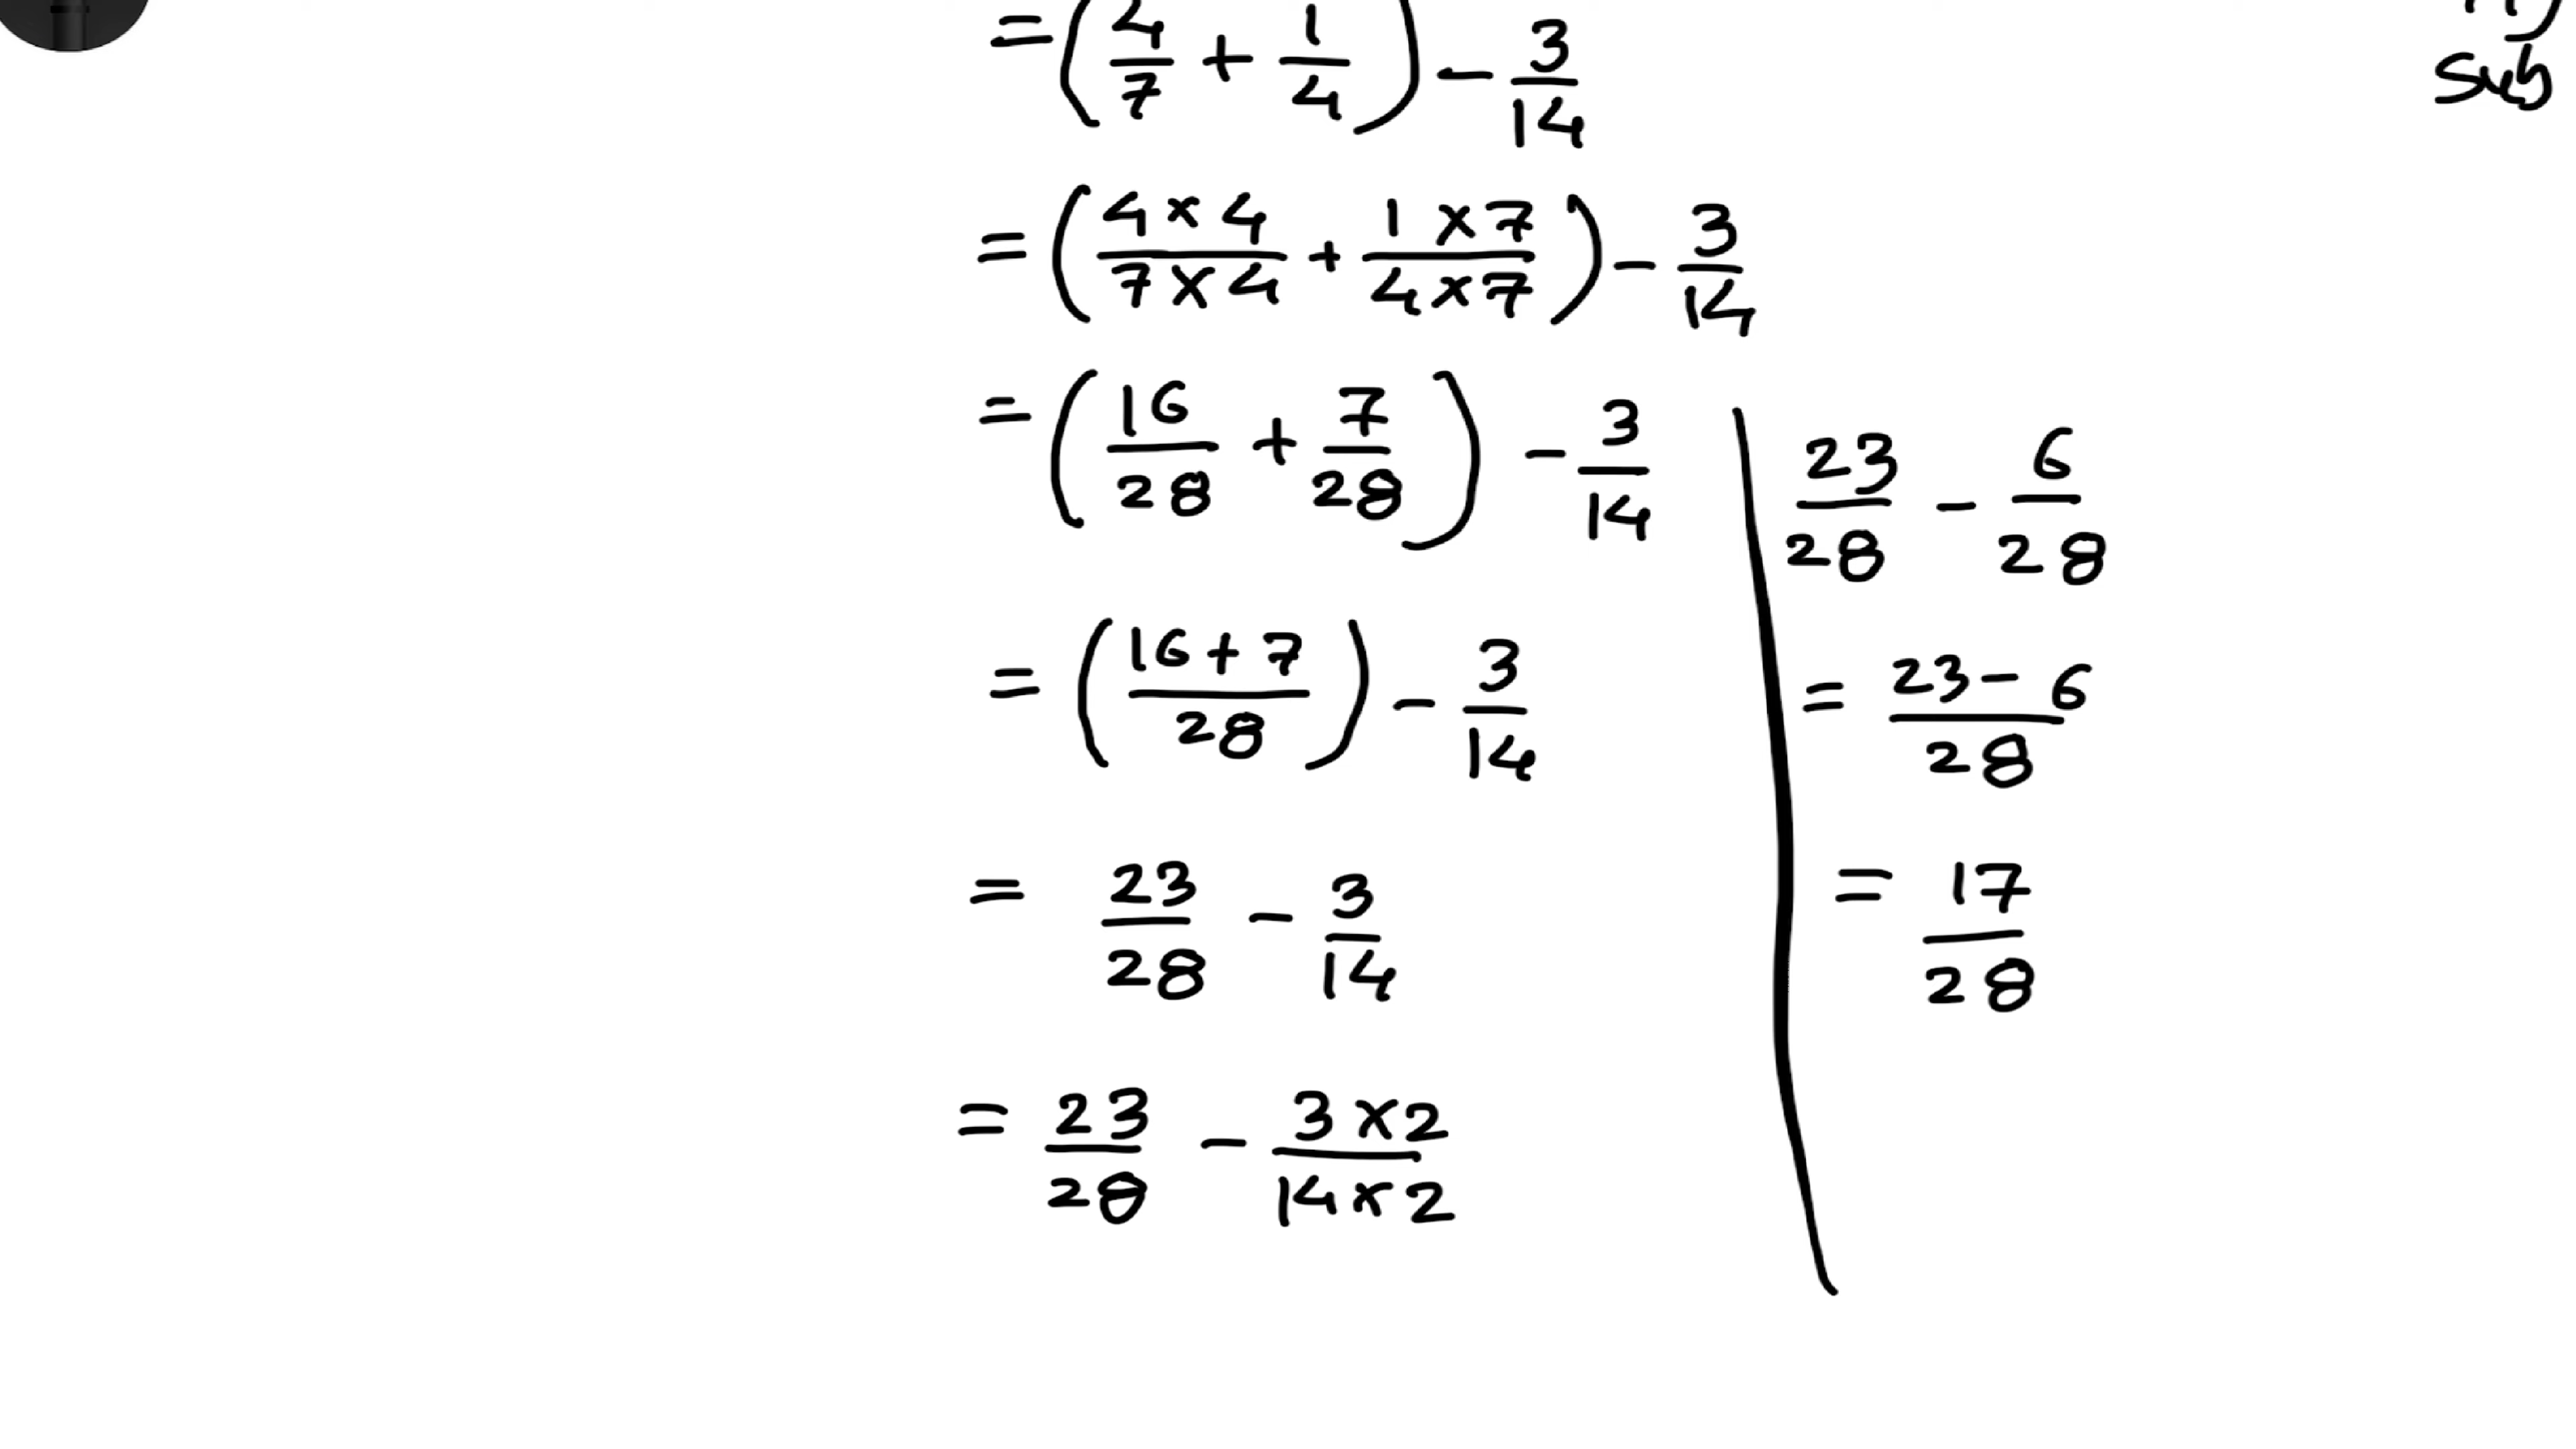 = (4/7 + 1/4) - 3/14
sub
= (4 × 4 / 7 × 4 + 1 × 7 / 4 × 7) - 3/14
= (16/28 + 7/28) - 3/14
= (16 + 7 / 28) - 3/14
= 23/28 - 3/14
= 23/28 - 3 × 2 / 14 × 2
23/28 - 6/28
= 23 - 6 / 28
= 17/28